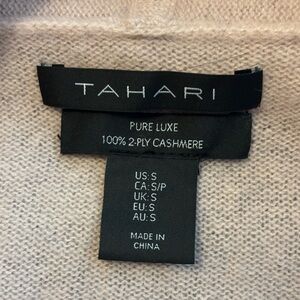 TAHARI
PURE LUXE
100% 2-PLY CASHMERE
US:S
CA:S/P
UK:S
EU:S
AU:S
MADE IN
CHINA